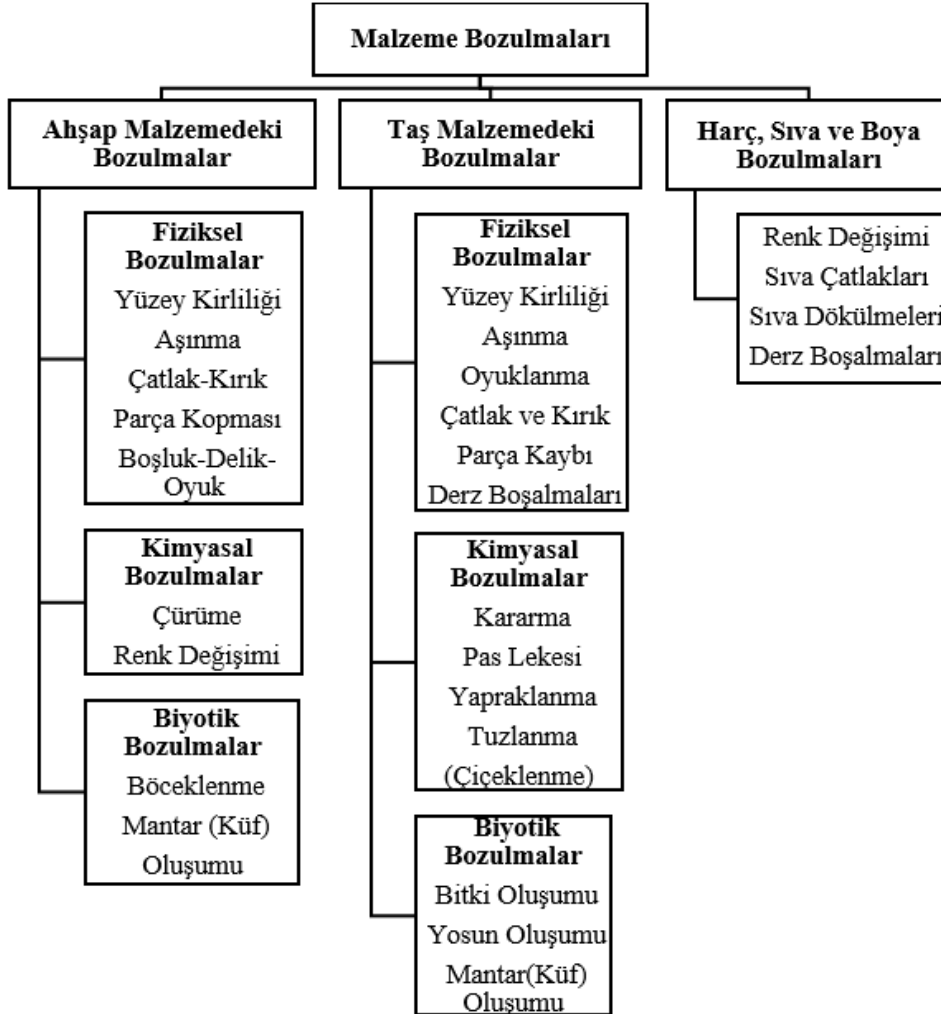 Malzeme Bozulmaları
Ahşap Malzemedeki
Bozulmalar
Fiziksel
Bozulmalar
Yüzey Kirliliği
Aşınma
Çatlak-Kırık
Parça Kopması
Boşluk-Delik-
Oyuk
Kimyasal
Bozulmalar
Çürüme
Renk Değişimi
Biyotik
Bozulmalar
Böceklenme
Mantar (Küf)
Oluşumu
Taş Malzemedeki
Bozulmalar
Fiziksel
Bozulmalar
Yüzey Kirliliği
Aşınma
Oyuklanma
Çatlak ve Kırık
Parça Kaybı
Derz Boşalmaları
Kimyasal
Bozulmalar
Kararma
Pas Lekesi
Yapraklanma
Tuzlanma
(Çiçeklenme)
Biyotik
Bozulmalar
Bitki Oluşumu
Yosun Oluşumu
Mantar(Küf)
Oluşumu
Harç, Sıva ve Boya
Bozulmaları
Renk Değişimi
Sıva Çatlakları
Sıva Dökülmeleri
Derz Boşalmaları